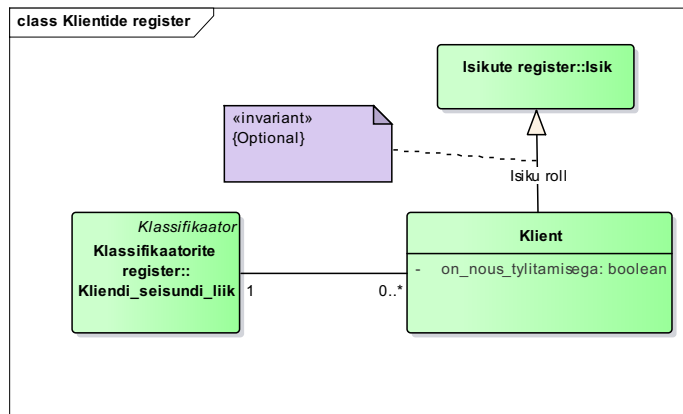 class Klientide register
Isikute register::Isik
«invariant»
{Optional}
Isiku roll
Klassifikaator
Klassifikaatorite
register::
Kliendi_seisundi_liik
1
0..*
Klient
- on_nous_tylitamisega: boolean